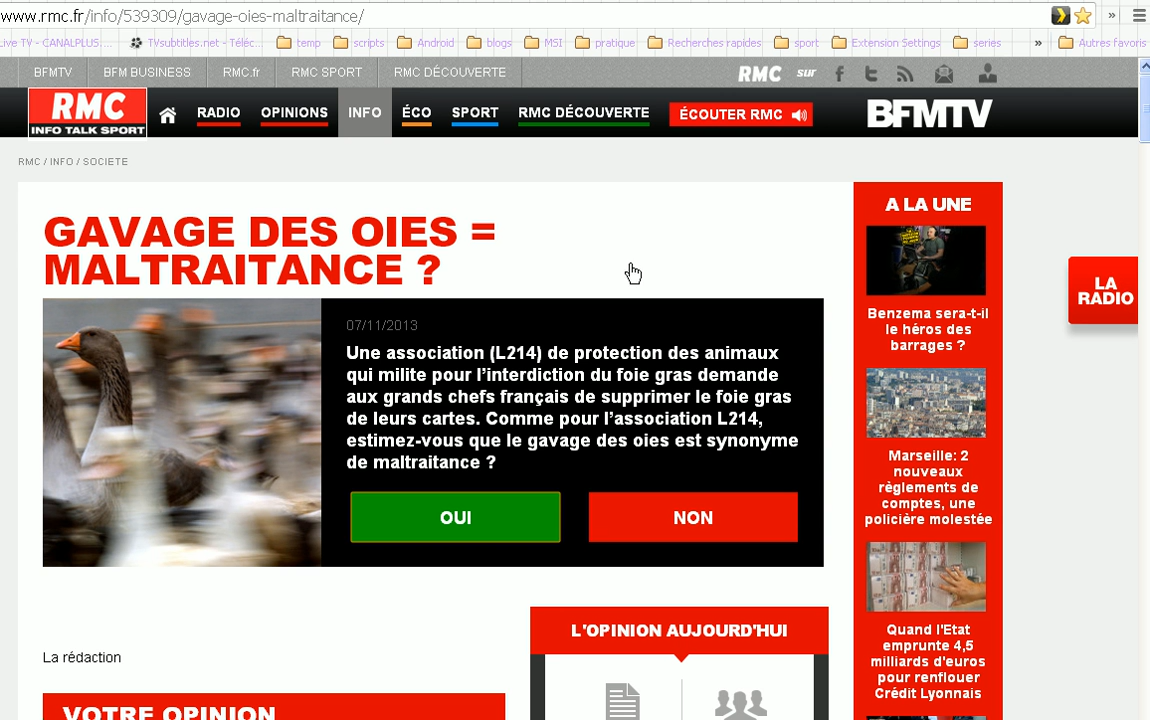 www.rmc.fr/info/539309/gavage-oies-maltraitance/
»
Live TV - CANALPLUS.... TVsubtitles.net - Téléc... temp scripts Android blogs MSI pratique Recherches rapides sport Extension Settings series » Autres favoris
BFMTV BFM BUSINESS RMC.fr RMC SPORT RMC DÉCOUVERTE RMC sur
RMC
INFO TALK SPORT
RADIO OPINIONS INFO ÉCO SPORT RMC DÉCOUVERTE ÉCOUTER RMC BFMTV
RMC / INFO / SOCIETE
GAVAGE DES OIES =
MALTRAITANCE ?
07/11/2013
Une association (L214) de protection des animaux
qui milite pour l'interdiction du foie gras demande
aux grands chefs français de supprimer le foie gras
de leurs cartes. Comme pour l'association L214,
estimez-vous que le gavage des oies est synonyme
de maltraitance ?
OUI NON
La rédaction
VOTRE OPINION
L'OPINION AUJOURD'HUI
A LA UNE
Benzema sera-t-il
le héros des
barrages ?
Marseille: 2
nouveaux
règlements de
comptes, une
policière molestée
Quand l'Etat
emprunte 4,5
milliards d'euros
pour renflouer
Crédit Lyonnais
LA
RADIO